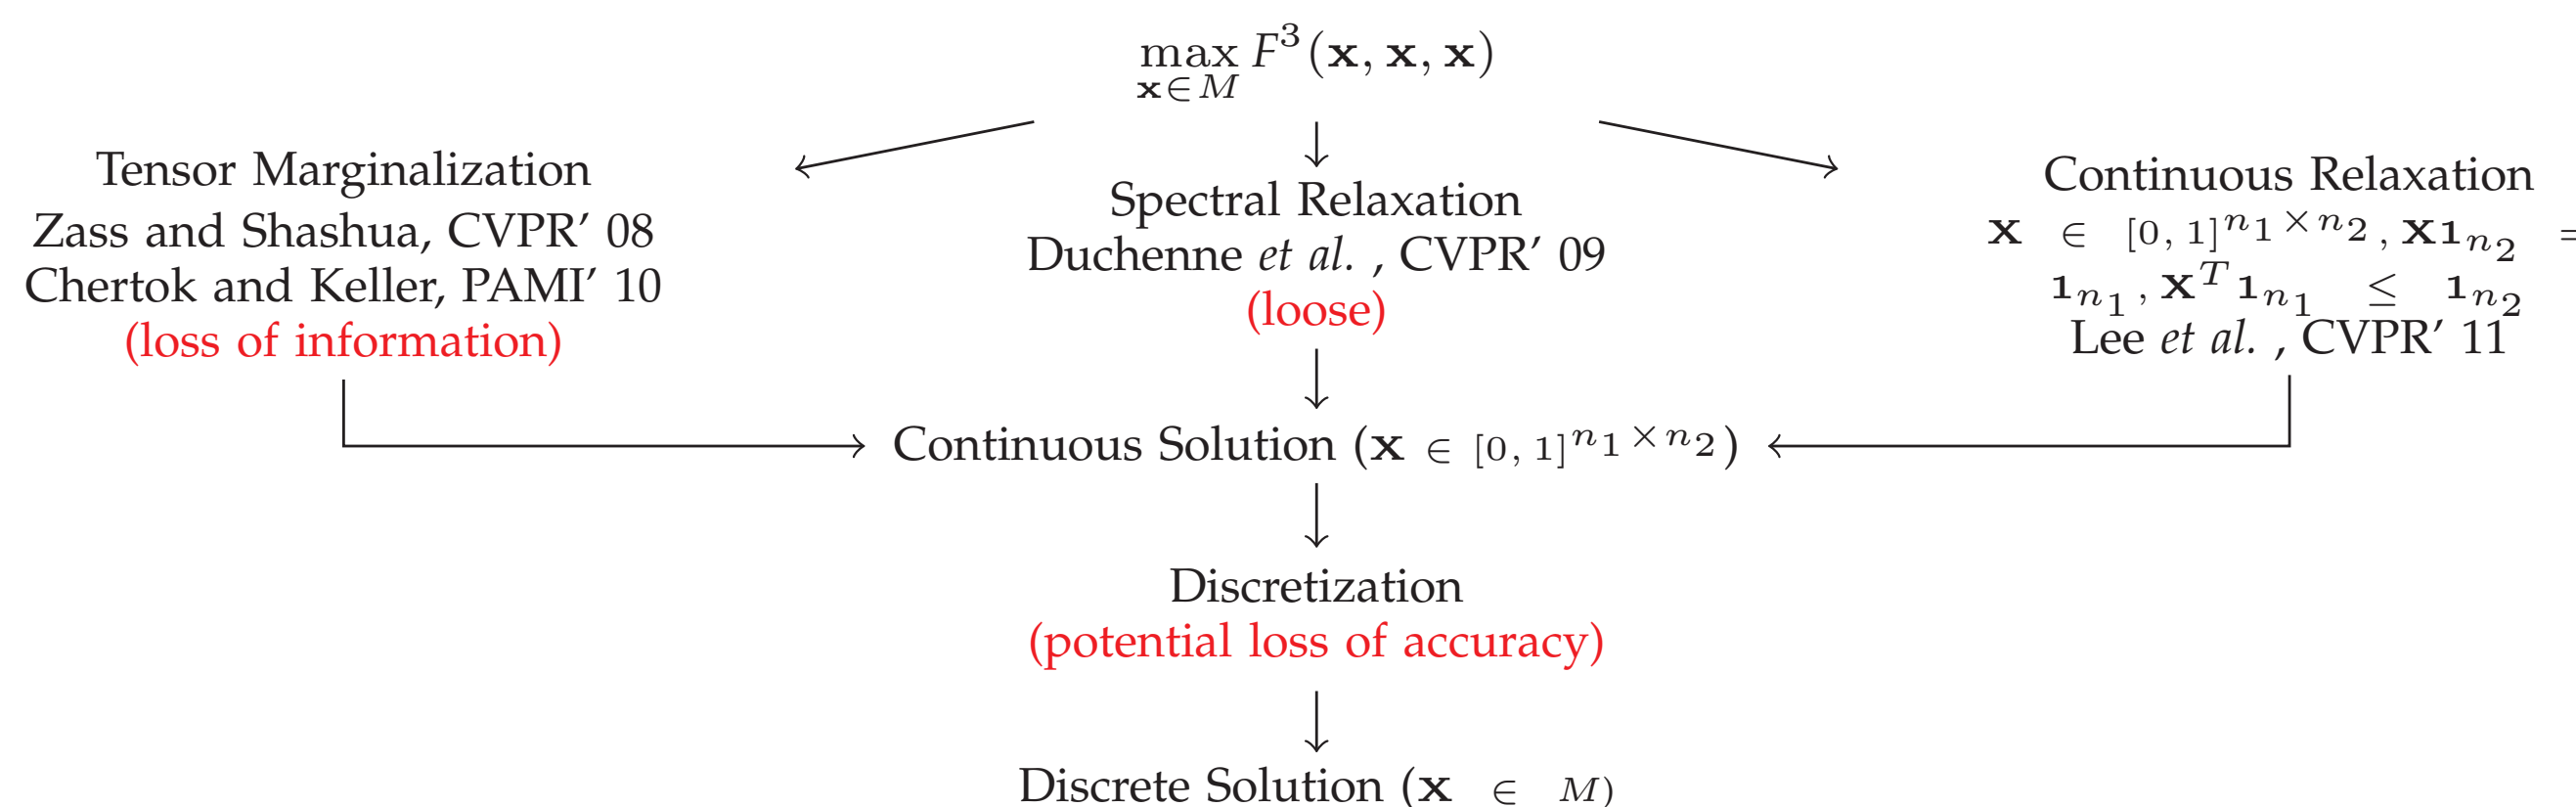 max F³(x, x, x)
x∈M
Tensor Marginalization
Zass and Shashua, CVPR’ 08
Chertok and Keller, PAMI’ 10
(loss of information)
Spectral Relaxation
Duchenne et al. , CVPR’ 09
(loose)
Continuous Relaxation
x ∈ [0, 1]^{n₁×n₂}, x1_{n₂} =
1_{n₁}, x^T 1_{n₁} ≤ 1_{n₂}
Lee et al. , CVPR’ 11
Continuous Solution (x ∈ [0, 1]^{n₁×n₂})
Discretization
(potential loss of accuracy)
Discrete Solution (x ∈ M)